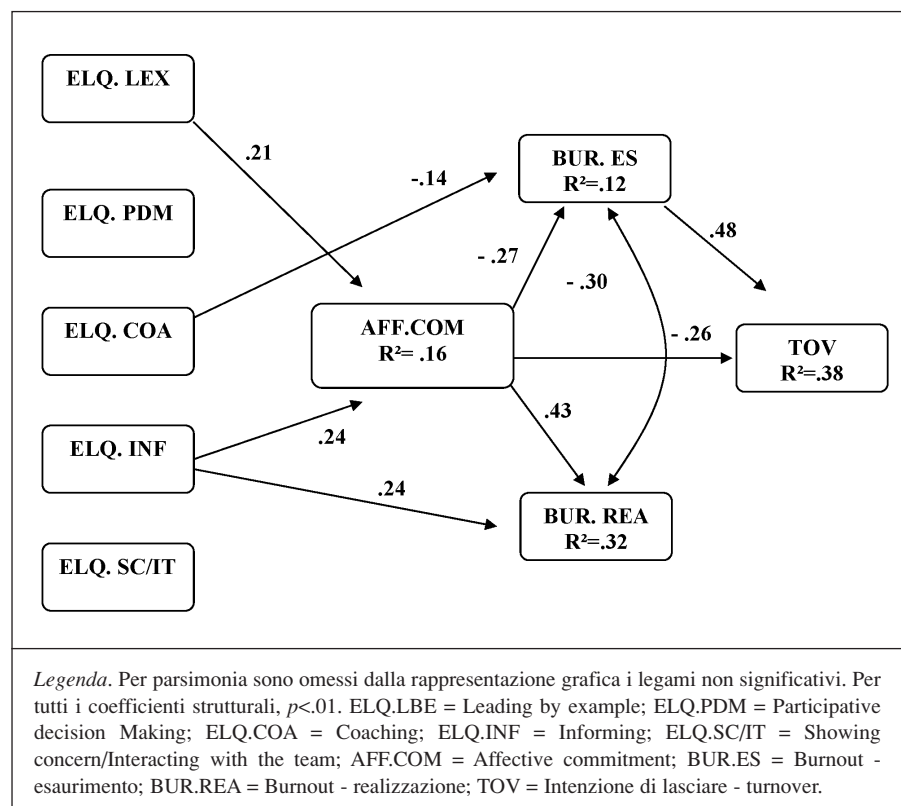 ELQ. LEX
.21
BUR. ES
R²=.12
-.14
ELQ. PDM
.48
- .27
- .30
ELQ. COA
AFF.COM
R²= .16
- .26
TOV
R²=.38
.43
ELQ. INF
.24
.24
BUR. REA
R²=.32
ELQ. SC/IT
Legenda. Per parsimonia sono omessi dalla rappresentazione grafica i legami non significativi. Per
tutti i coefficienti strutturali, p<.01. ELQ.LBE = Leading by example; ELQ.PDM = Participative
decision Making; ELQ.COA = Coaching; ELQ.INF = Informing; ELQ.SC/IT = Showing
concern/Interacting with the team; AFF.COM = Affective commitment; BUR.ES = Burnout -
esaurimento; BUR.REA = Burnout - realizzazione; TOV = Intenzione di lasciare - turnover.